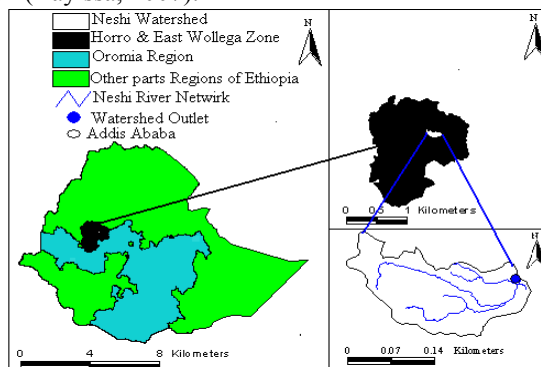 N
Neshi Watershed
Horro & East Wollega Zone
Oromia Region
Other parts Regions of Ethiopia
Neshi River Netwirk
Watershed Outlet
Addis Ababa
0 4 8 Kilometers
N
0 0.5 1 Kilometers
N
0 0.07 0.14 Kilometers